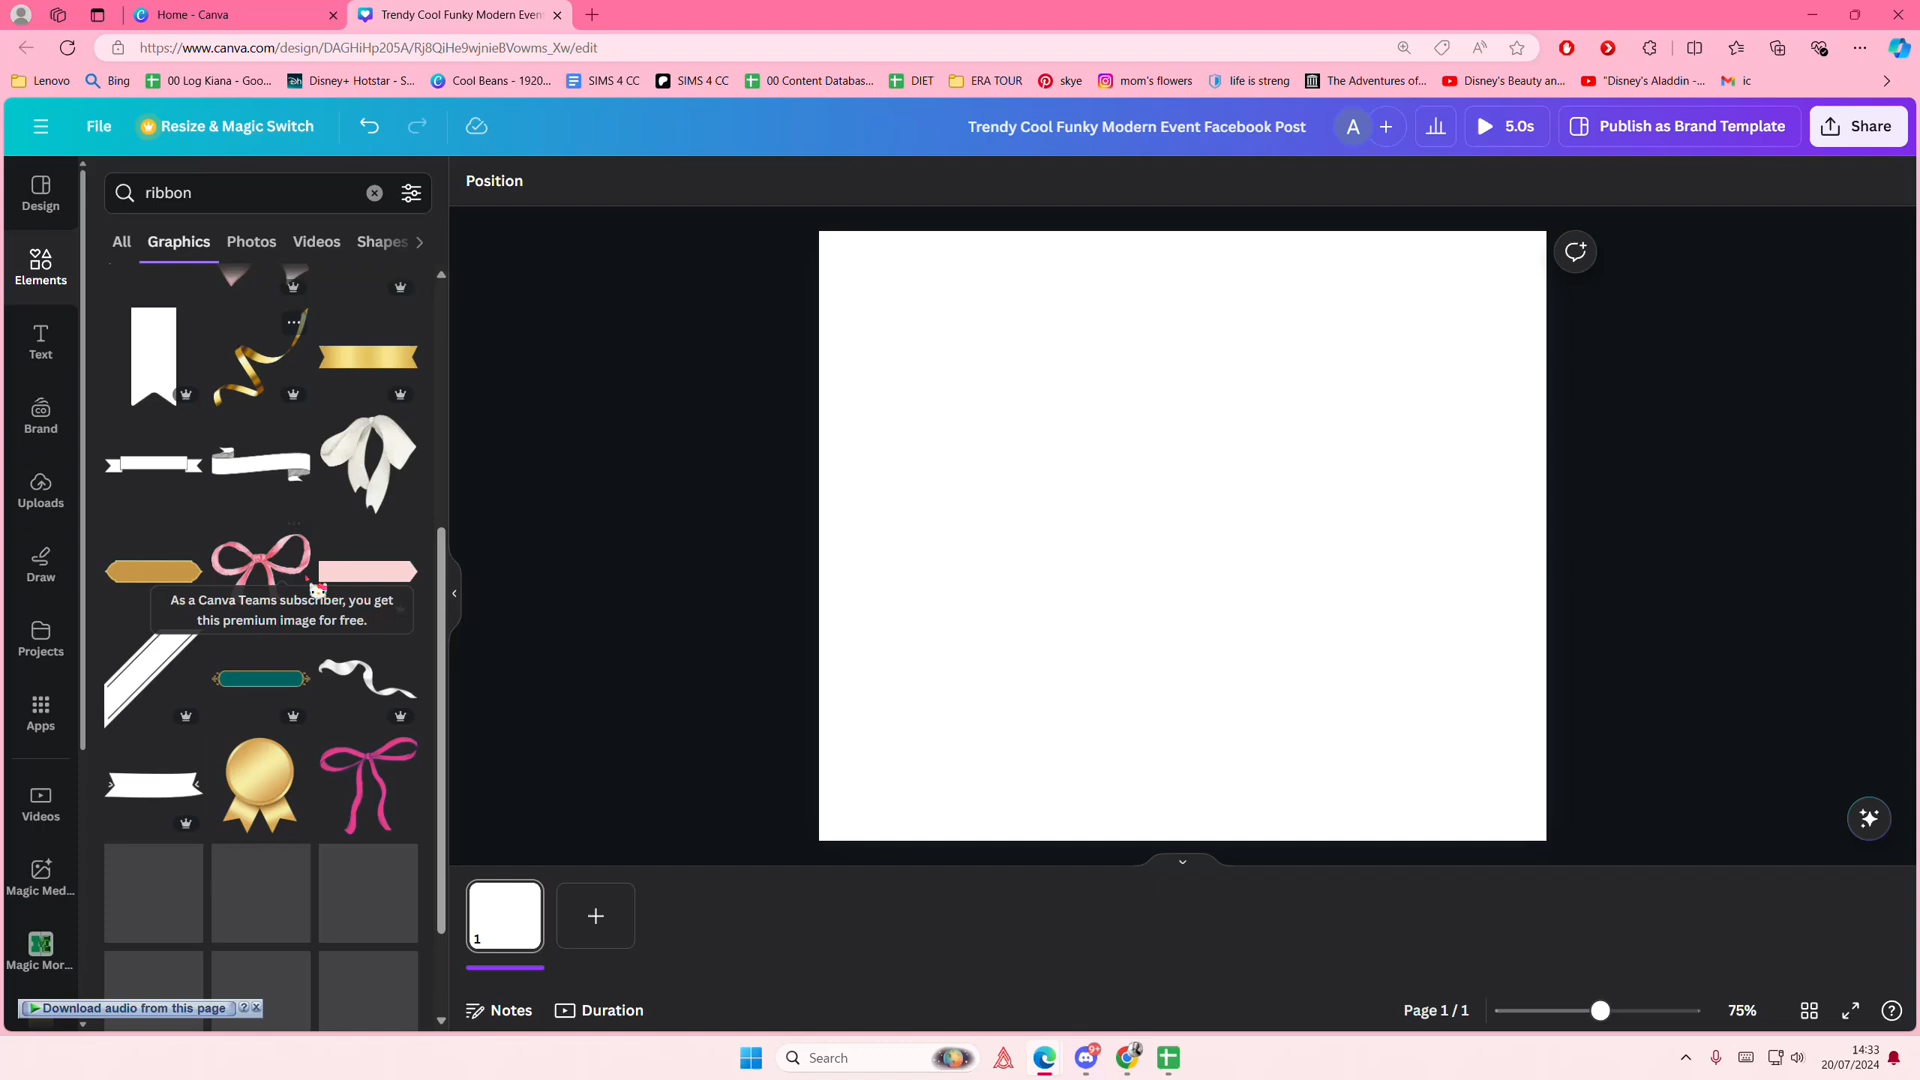 Home - Canva
Trendy Cool Funky Modern Even
https://www.canva.com/design/DAGHiHp205A/Rj8QiHe9wjnieBVowms_Xw/edit
Lenovo
Bing
00 Log Kiana - Goo...
Disney+ Hotstar - S...
Cool Beans - 1920...
SIMS 4 CC
SIMS 4 CC
00 Content Databas...
DIET
ERA TOUR
skye
mom's flowers
life is streng
The Adventures of...
Disney's Beauty an...
"Disney's Aladdin -...
ic
File
Resize & Magic Switch
Trendy Cool Funky Modern Event Facebook Post
A
5.0s
Publish as Brand Template
Share
Design
Elements
Text
Brand
Uploads
Draw
Projects
Apps
Videos
Magic Med...
Magic Mor...
ribbon
All
Graphics
Photos
Videos
Shapes
As a Canva Teams subscriber, you get
this premium image for free.
Position
1
Download audio from this page
Notes
Duration
Page 1 / 1
75%
Search
9+
14:33
20/07/2024